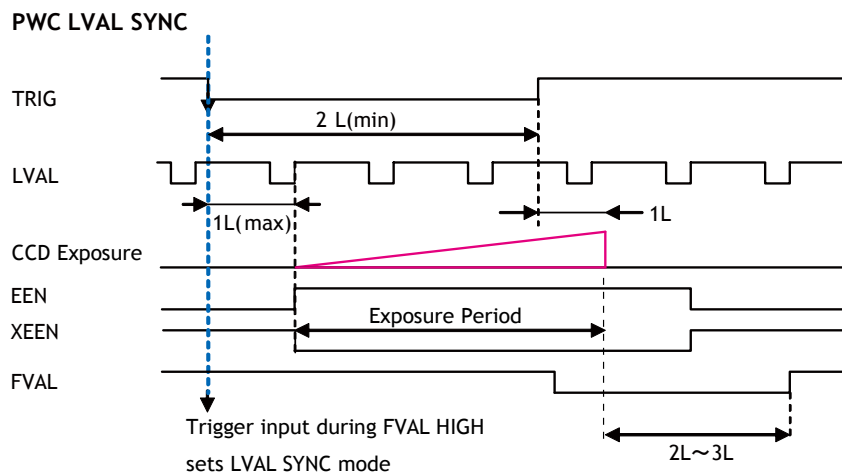 PWC LVAL SYNC
TRIG
2 L(min)
LVAL
1L(max)
1L
CCD Exposure
EEN
Exposure Period
XEEN
FVAL
Trigger input during FVAL HIGH
sets LVAL SYNC mode
2L～3L